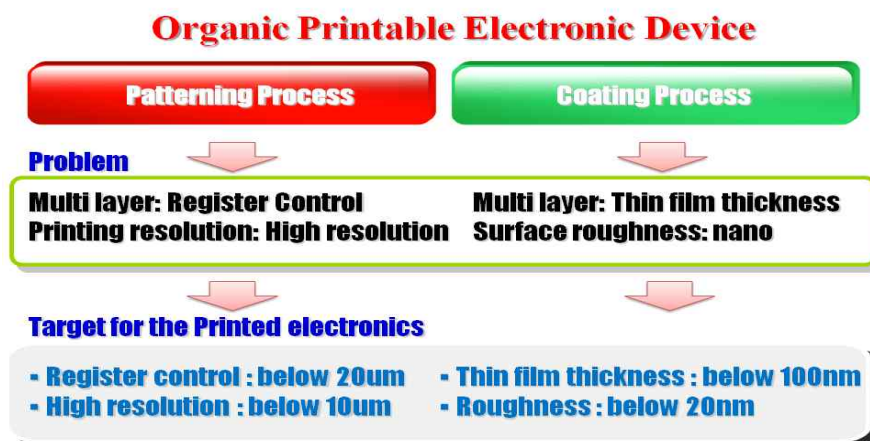 Organic Printable Electronic Device
Patterning Process
Coating Process
Problem
Multi layer: Register Control
Printing resolution: High resolution
Multi layer: Thin film thickness
Surface roughness: nano
Target for the Printed electronics
- Register control : below 20um
- High resolution : below 10um
- Thin film thickness : below 100nm
- Roughness : below 20nm